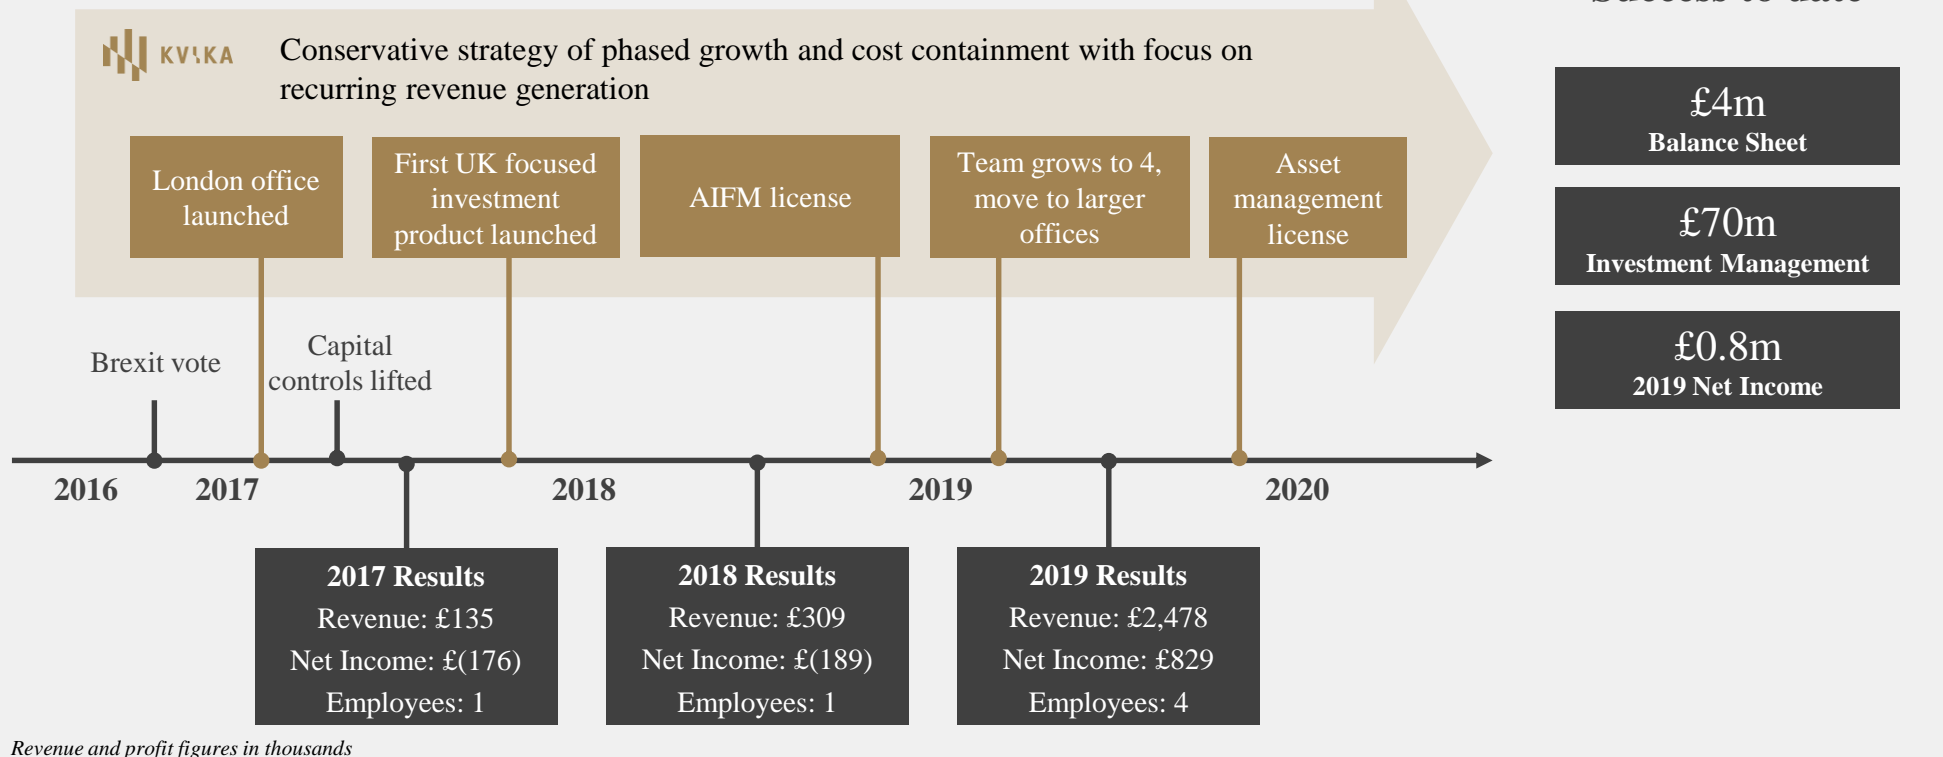 Success to date
KVIKA
Conservative strategy of phased growth and cost containment with focus on
recurring revenue generation
London office
launched
First UK focused
investment
product launched
AIFM license
Team grows to 4,
move to larger
offices
Asset
management
license
£4m
Balance Sheet
£70m
Investment Management
£0.8m
2019 Net Income
Brexit vote
Capital
controls lifted
2016
2017
2018
2019
2020
2017 Results
Revenue: £135
Net Income: £(176)
Employees: 1
2018 Results
Revenue: £309
Net Income: £(189)
Employees: 1
2019 Results
Revenue: £2,478
Net Income: £829
Employees: 4
Revenue and profit figures in thousands